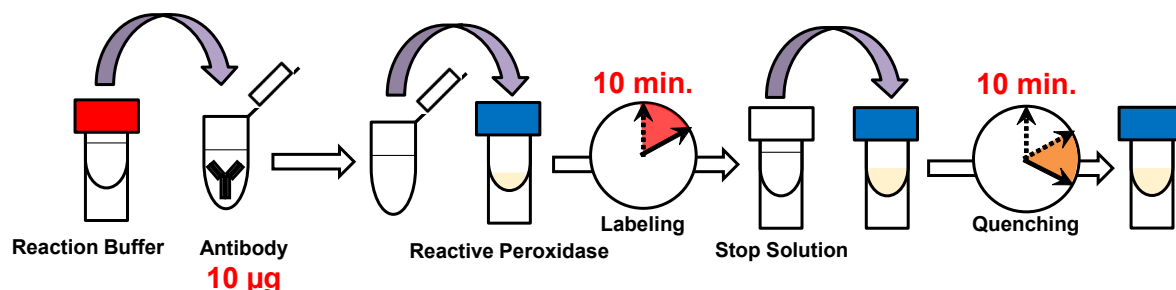 10 min.
10 min.
Reaction Buffer
Antibody
10 μg
Reactive Peroxidase
Labeling
Stop Solution
Quenching